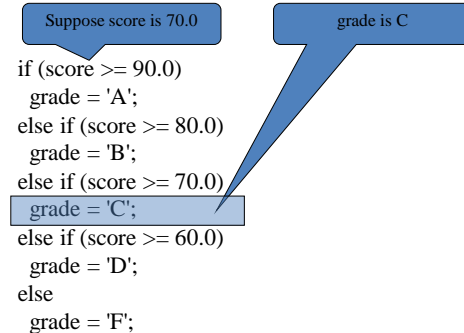 Suppose score is 70.0
grade is C
if (score >= 90.0)
grade = 'A';
else if (score >= 80.0)
grade = 'B';
else if (score >= 70.0)
grade = 'C';
else if (score >= 60.0)
grade = 'D';
else
grade = 'F';